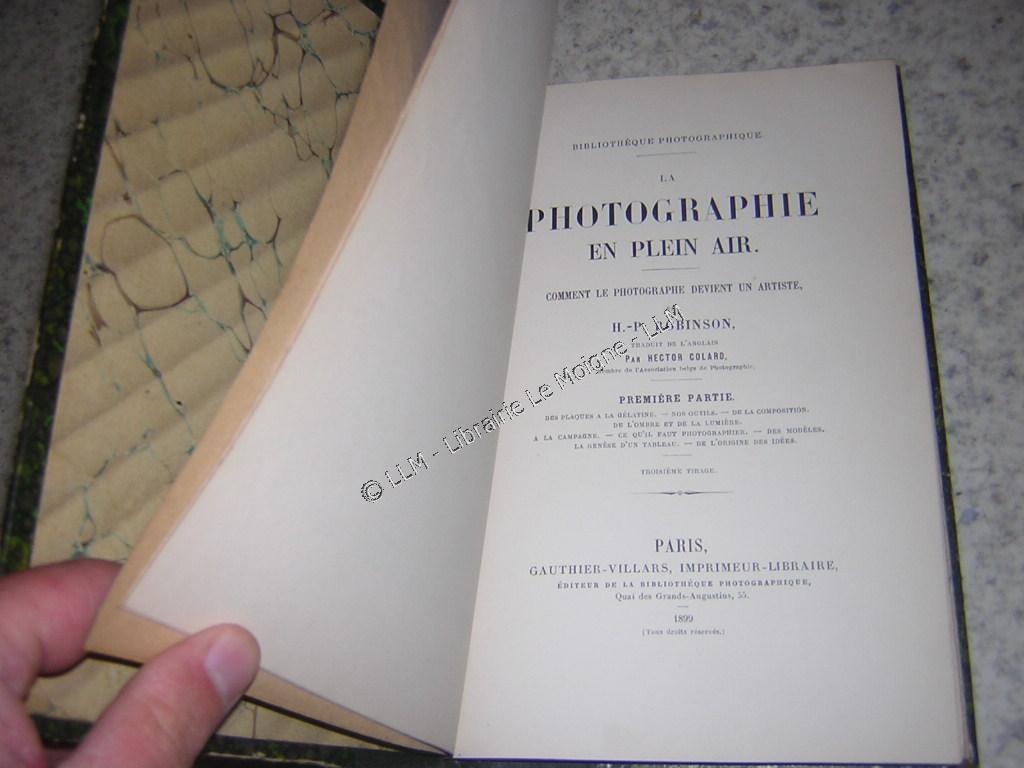 BIBLIOTHÈQUE PHOTOGRAPHIQUE
LA
PHOTOGRAPHIE
EN PLEIN AIR.
COMMENT LE PHOTOGRAPHE DEVIENT UN ARTISTE,
H.-P. ROBINSON,
TRADUIT DE L'ANGLAIS
PAR HECTOR COLARD,
Membre de l'Association belge de Photographie.
PREMIÈRE PARTIE.
DES PLAQUES A LA GÉLATINE. — NOS OUTILS. — DE LA COMPOSITION.
DE L'OMBRE ET DE LA LUMIÈRE.
A LA CAMPAGNE. — CE QU'IL FAUT PHOTOGRAPHIER. — DES MODÈLES.
LA GENÈSE D'UN TABLEAU. — DE L'ORIGINE DES IDÉES.
TROISIÈME TIRAGE.
PARIS,
GAUTHIER-VILLARS, IMPRIMEUR-LIBRAIRE,
ÉDITEUR DE LA BIBLIOTHÈQUE PHOTOGRAPHIQUE,
Quai des Grands-Augustins, 55.
1899
(Tous droits réservés.)
© LLM - Librairie Le Moigne - LLM